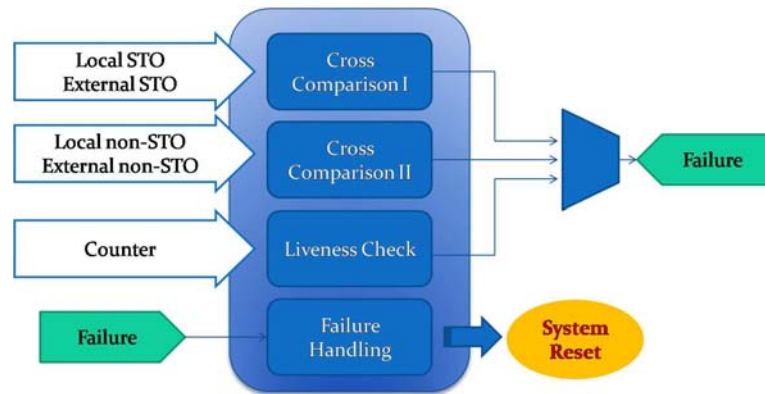 Local STO
External STO
Cross
Comparison I
Local non-STO
External non-STO
Cross
Comparison II
Failure
Counter
Liveness Check
Failure
Failure
Handling
System
Reset